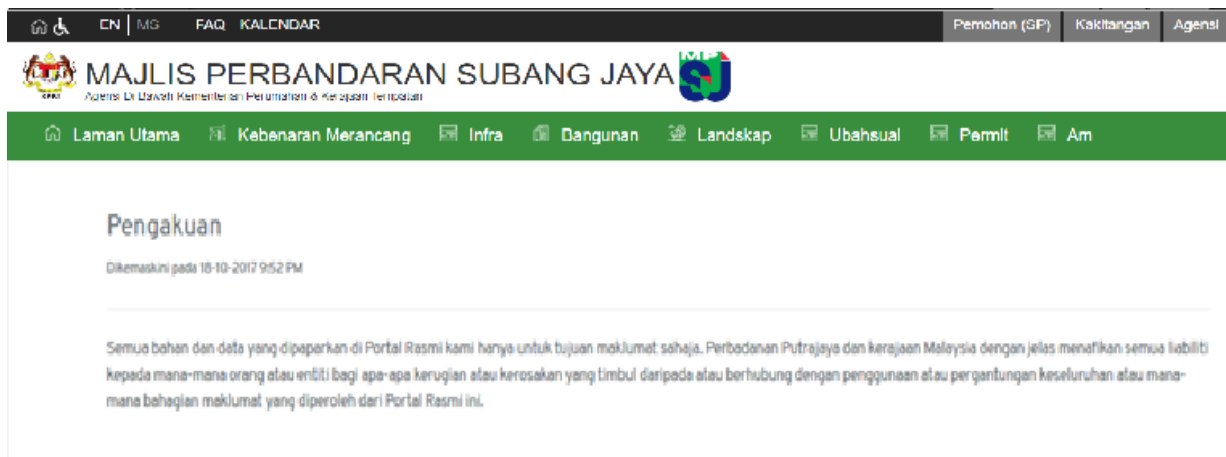 EN | MS FAQ KALENDAR Pemohon (SP) Kakitangan Agensi
MAJLIS PERBANDARAN SUBANG JAYA
Agensi Di Bawah Kementerian Perumahan & Kerajaan Tempatan
Laman Utama Kebenaran Merancang Infra Bangunan Landskap Ubahsual Permit Am
Pengakuan
Dikemaskini pada 18-10-2017 9:52 PM
Semua bahan dan data yang dipaparkan di Portal Rasmi kami hanya untuk tujuan maklumat sahaja. Perbadanan Putrajaya dan kerajaan Malaysia dengan jelas menafikan semua liabiliti
kepada mana-mana orang atau entiti bagi apa-apa kerugian atau kerosakan yang timbul daripada atau berhubung dengan penggunaan atau pergantungan keseluruhan atau mana-
mana bahagian maklumat yang diperoleh dari Portal Rasmi ini.